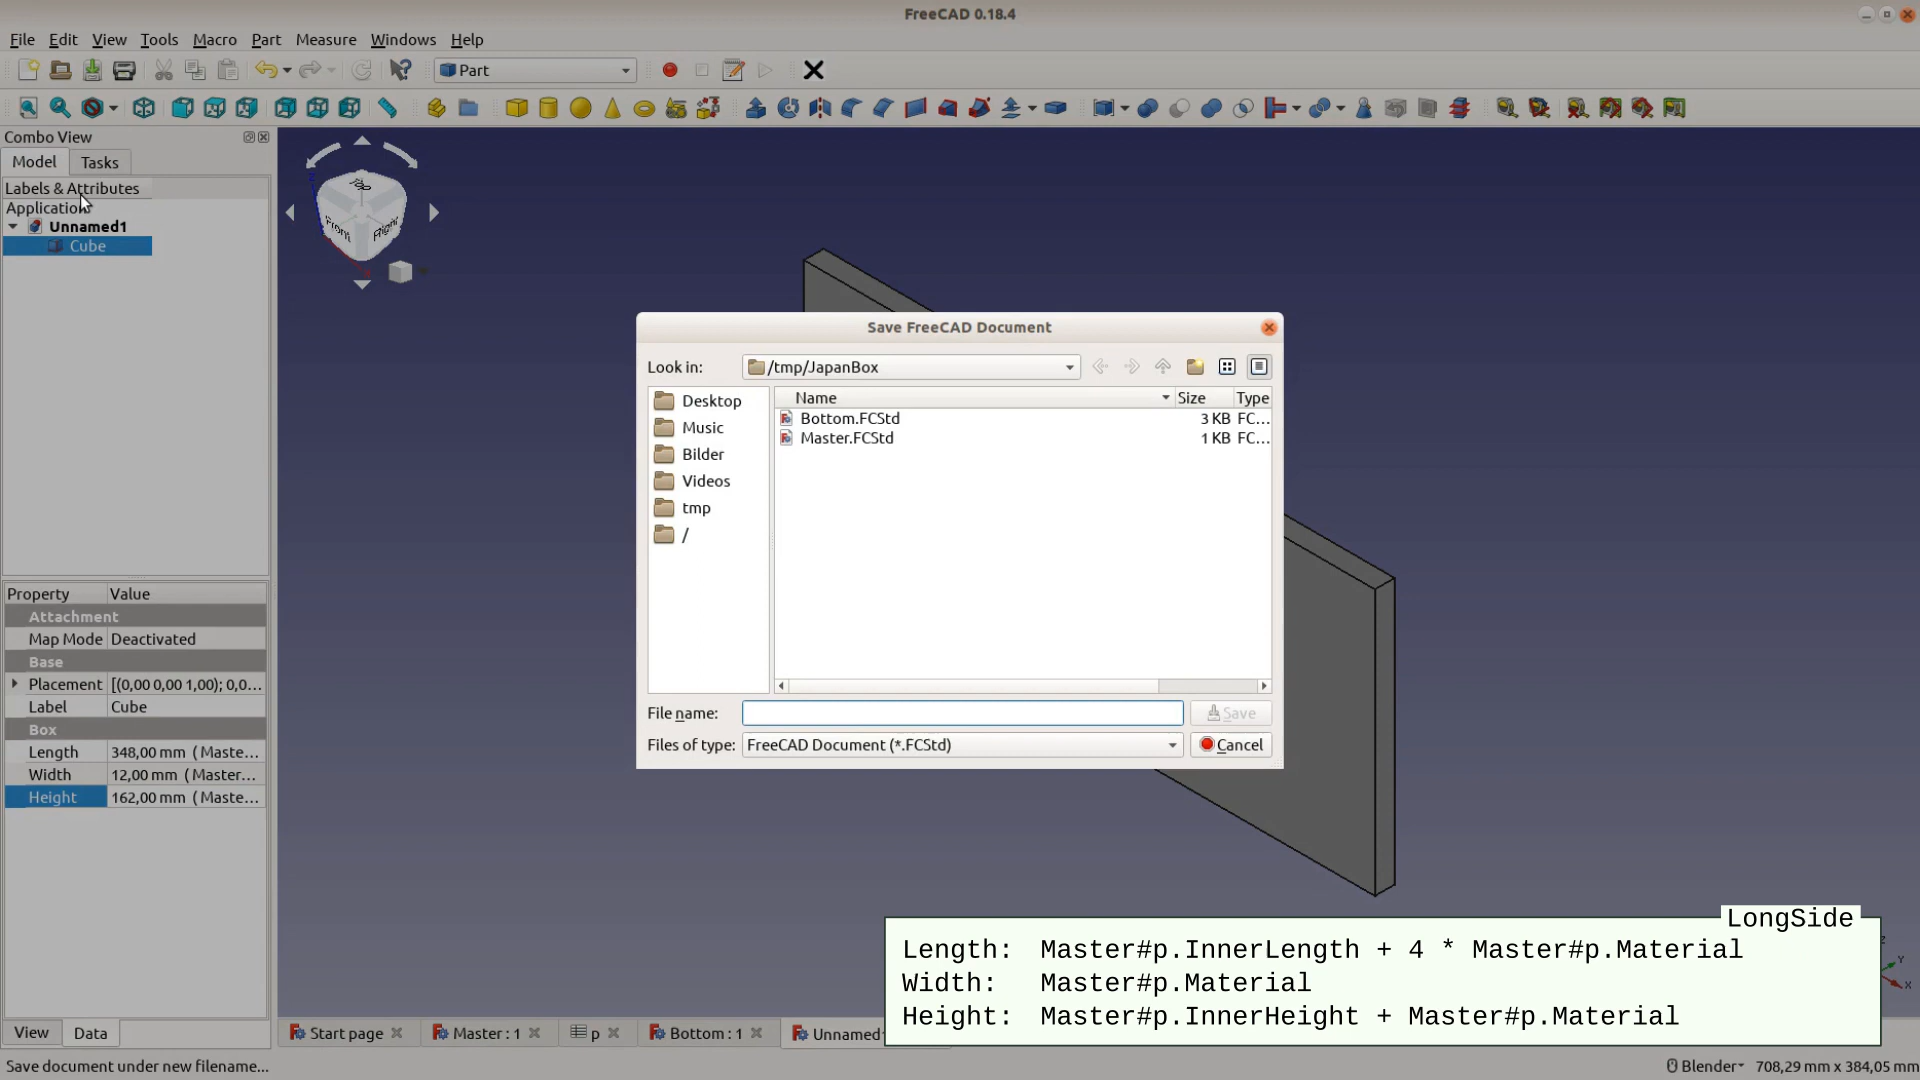 FreeCAD 0.18.4
File Edit View Tools Macro Part Measure Windows Help
Part
Combo View
Model Tasks
Labels & Attributes
Application
Unnamed1
Cube
Top
Front
Right
Save FreeCAD Document
Look in: /tmp/JapanBox
Name Size Type
Desktop
Music
Bilder
Videos
tmp
/
Bottom.FCStd 3 KB FC...
Master.FCStd 1 KB FC...
File name: Save
Files of type: FreeCAD Document (*.FCStd) Cancel
Property Value
Attachment
Map Mode Deactivated
Base
Placement [(0,00 0,00 1,00); 0,0...
Label Cube
Box
Length 348,00 mm (Maste...
Width 12,00 mm (Master...
Height 162,00 mm (Maste...
LongSide
Length: Master#p.InnerLength + 4 * Master#p.Material
Width: Master#p.Material
Height: Master#p.InnerHeight + Master#p.Material
Y
X
View Data
Start page Master : 1 p Bottom : 1 Unnamed
Save document under new filename...
Blender 708,29 mm x 384,05 mm